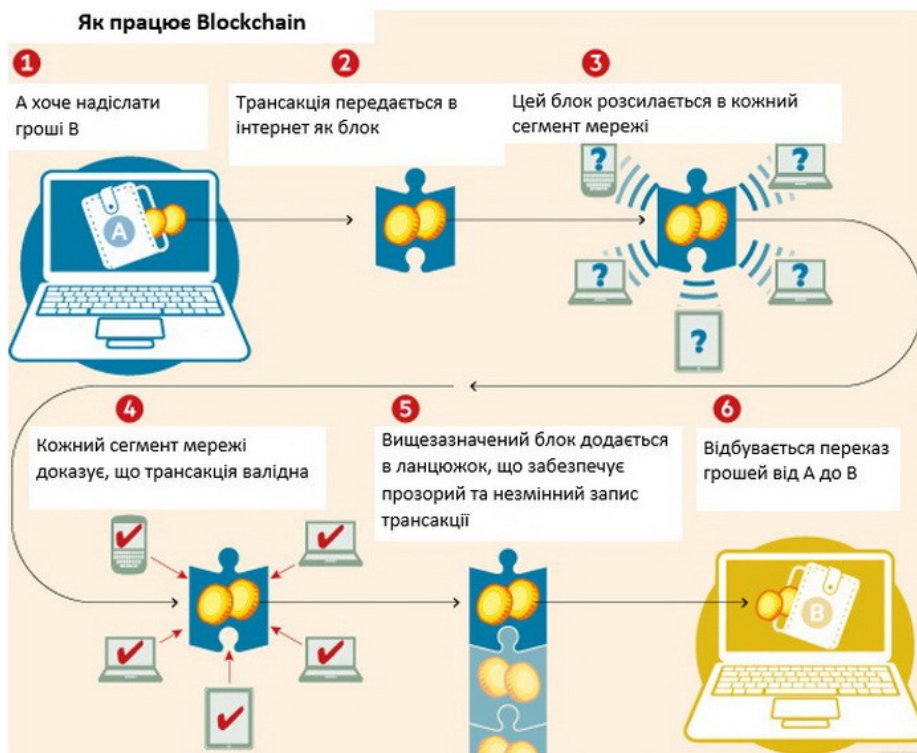 Як працює Blockchain
1
А хоче надіслати
гроші В
2
Трансакція передається в
інтернет як блок
3
Цей блок розсилається в кожний
сегмент мережі
A
?
?
?
?
?
4
Кожний сегмент мережі
доказує, що трансакція валідна
5
Вищезазначений блок додається
в ланцюжок, що забезпечує
прозорий та незмінний запис
трансакції
6
Відбувається переказ
грошей від А до В
B